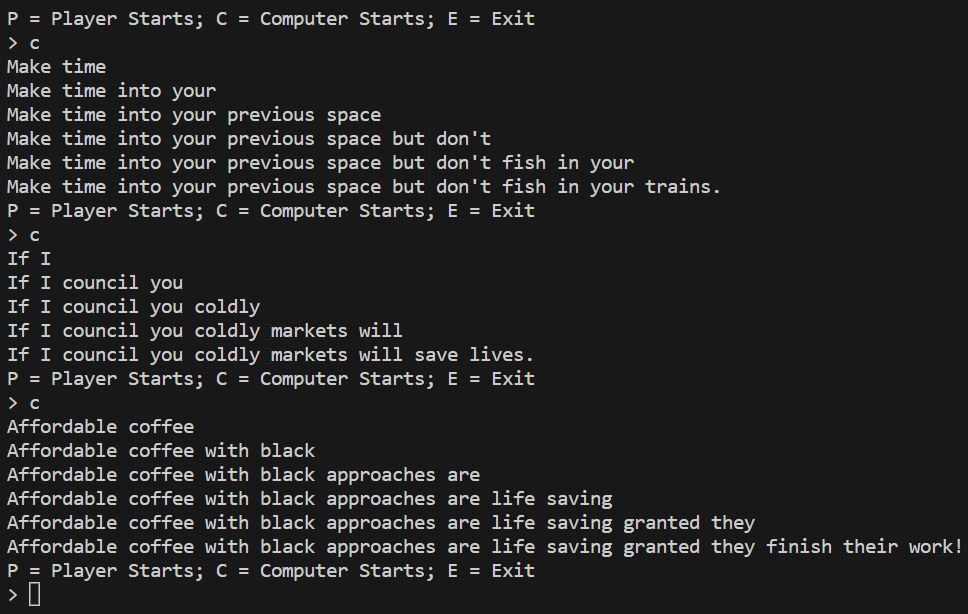 P = Player Starts; C = Computer Starts; E = Exit
> c
Make time
Make time into your
Make time into your previous space
Make time into your previous space but don't
Make time into your previous space but don't fish in your
Make time into your previous space but don't fish in your trains.
P = Player Starts; C = Computer Starts; E = Exit
> c
If I
If I council you
If I council you coldly
If I council you coldly markets will
If I council you coldly markets will save lives.
P = Player Starts; C = Computer Starts; E = Exit
> c
Affordable coffee
Affordable coffee with black
Affordable coffee with black approaches are
Affordable coffee with black approaches are life saving
Affordable coffee with black approaches are life saving granted they
Affordable coffee with black approaches are life saving granted they finish their work!
P = Player Starts; C = Computer Starts; E = Exit
>